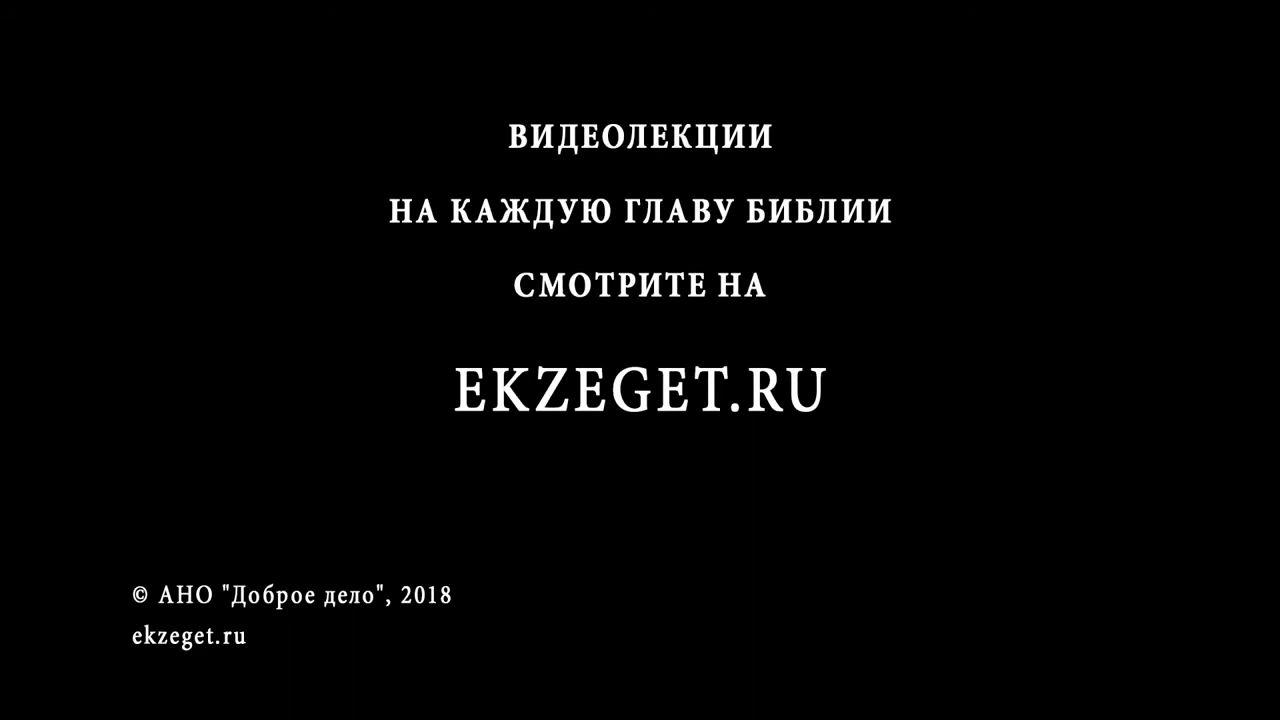 ВИДЕОЛЕКЦИИ
НА КАЖДУЮ ГЛАВУ БИБЛИИ
СМОТРИТЕ НА
EKZEGET.RU
© АНО "Доброе дело", 2018
ekzeget.ru